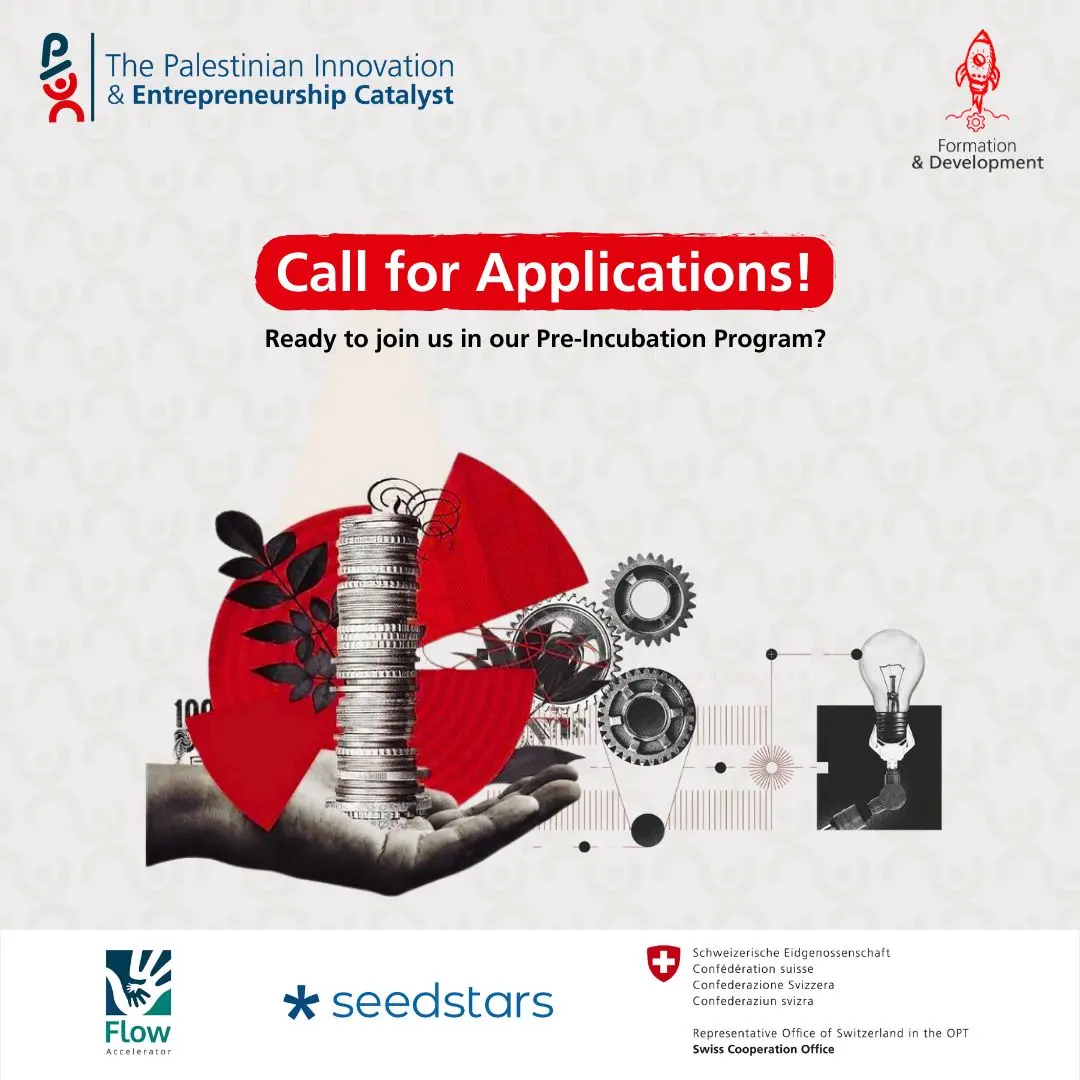 The Palestinian Innovation
& Entrepreneurship Catalyst
Formation
& Development
Call for Applications!
Ready to join us in our Pre-Incubation Program?
100
Flow
Accelerator
seedstars
Schweizerische Eidgenossenschaft
Confédération suisse
Confederazione Svizzera
Confederaziun svizra
Representative Office of Switzerland in the OPT
Swiss Cooperation Office